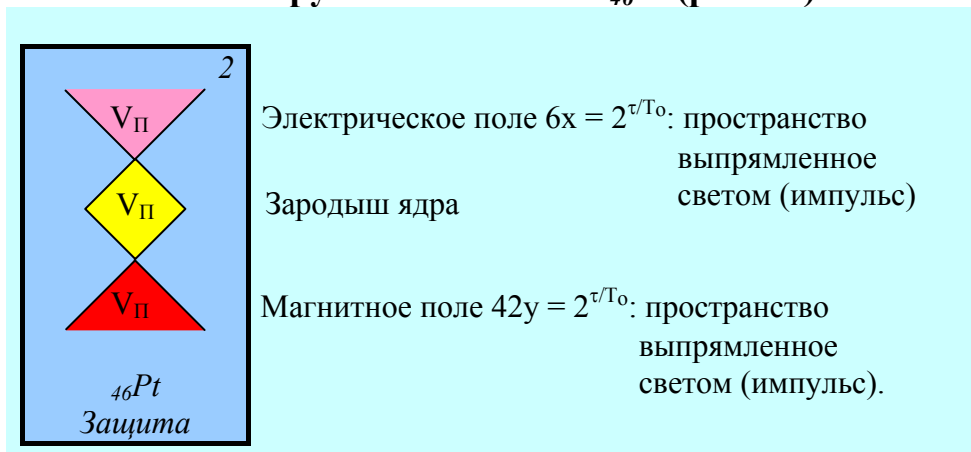 2
V_П
Электрическое поле 6x = 2^τ/To: пространство
выпрямленное
светом (импульс)
V_П
Зародыш ядра
V_П
Магнитное поле 42y = 2^τ/To: пространство
выпрямленное
светом (импульс).
₄₆Pt
Защита